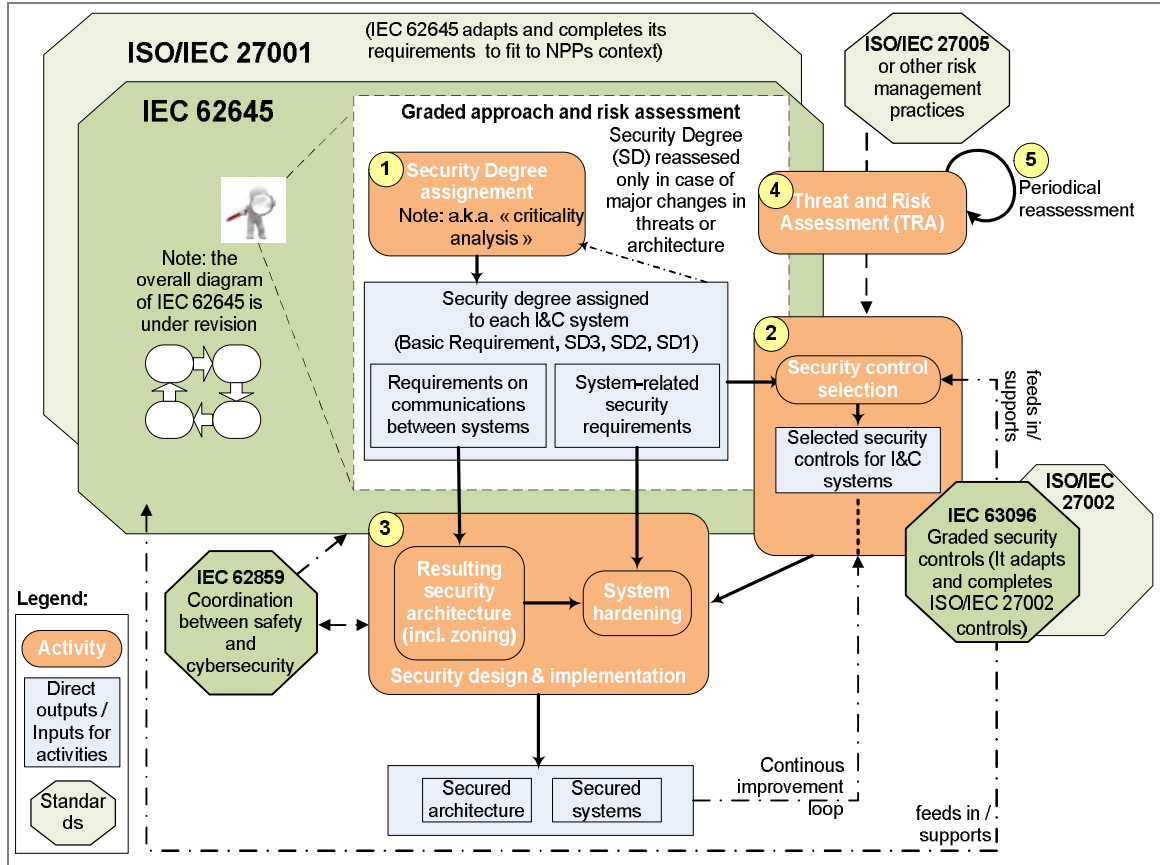 ISO/IEC 27001
(IEC 62645 adapts and completes its
requirements to fit to NPPs context)
ISO/IEC 27005
or other risk
management
practices
IEC 62645
Graded approach and risk assessment
Security Degree
(SD) reassesed
only in case of
major changes in
threats or
architecture
1
Security Degree
assignement
Note: a.k.a. « criticality
analysis »
4
Threat and Risk
Assessment (TRA)
5
Periodical
reassessment
Note: the
overall diagram
of IEC 62645 is
under revision
Security degree assigned
to each I&C system
(Basic Requirement, SD3, SD2, SD1)
Requirements on
communications
between systems
System-related
security
requirements
2
Security control
selection
Selected security
controls for I&C
systems
feeds in/
supports
ISO/IEC
27002
IEC 63096
Graded security
controls (It adapts
and completes
ISO/IEC 27002
controls)
3
Resulting
security
architecture
(incl. zoning)
System
hardening
Security design & implementation
IEC 62859
Coordination
between safety
and
cybersecurity
Legend:
Activity
Direct
outputs /
Inputs for
activities
Standar
ds
Secured
architecture
Secured
systems
Continous
improvement
loop
feeds in /
supports